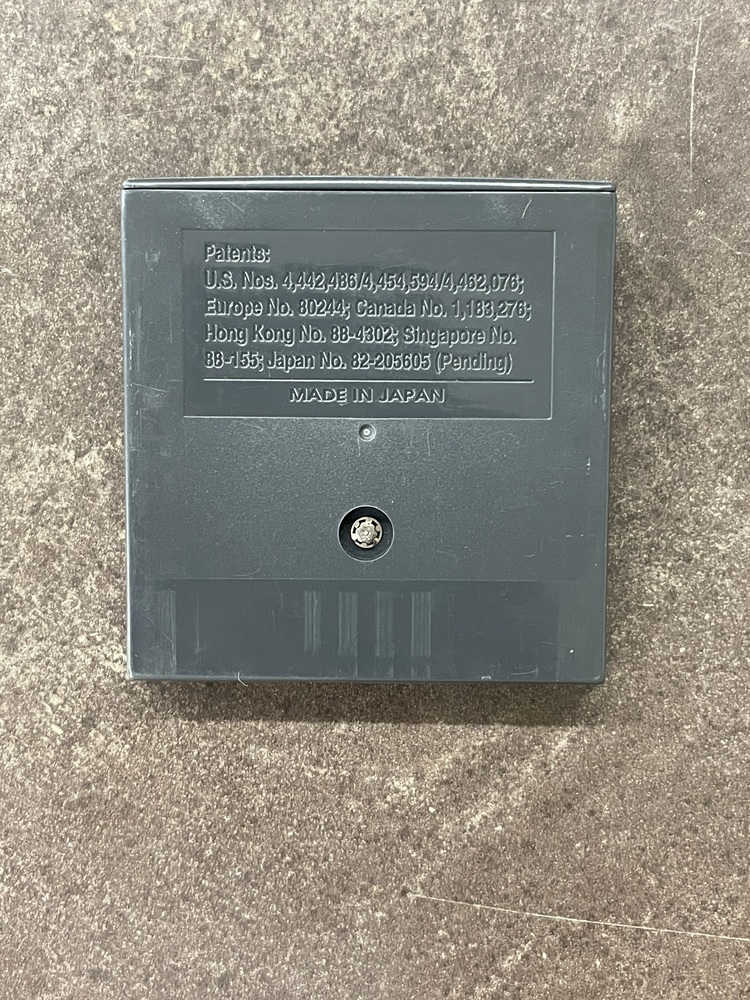 Patents:
U.S. Nos. 4,442,486/4,454,594/4,462,076;
Europe No. 80244; Canada No. 1,183,276;
Hong Kong No. 88-4302; Singapore No.
88-155; Japan No. 82-205605 (Pending)
MADE IN JAPAN